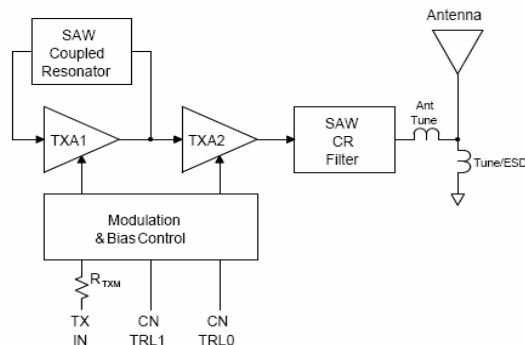 Antenna
SAW
Coupled
Resonator
TXA1
TXA2
SAW
CR
Filter
Ant
Tune
Tune/ESD
Modulation
& Bias Control
RTXM
TX
IN
CN
TRL1
CN
TRL0